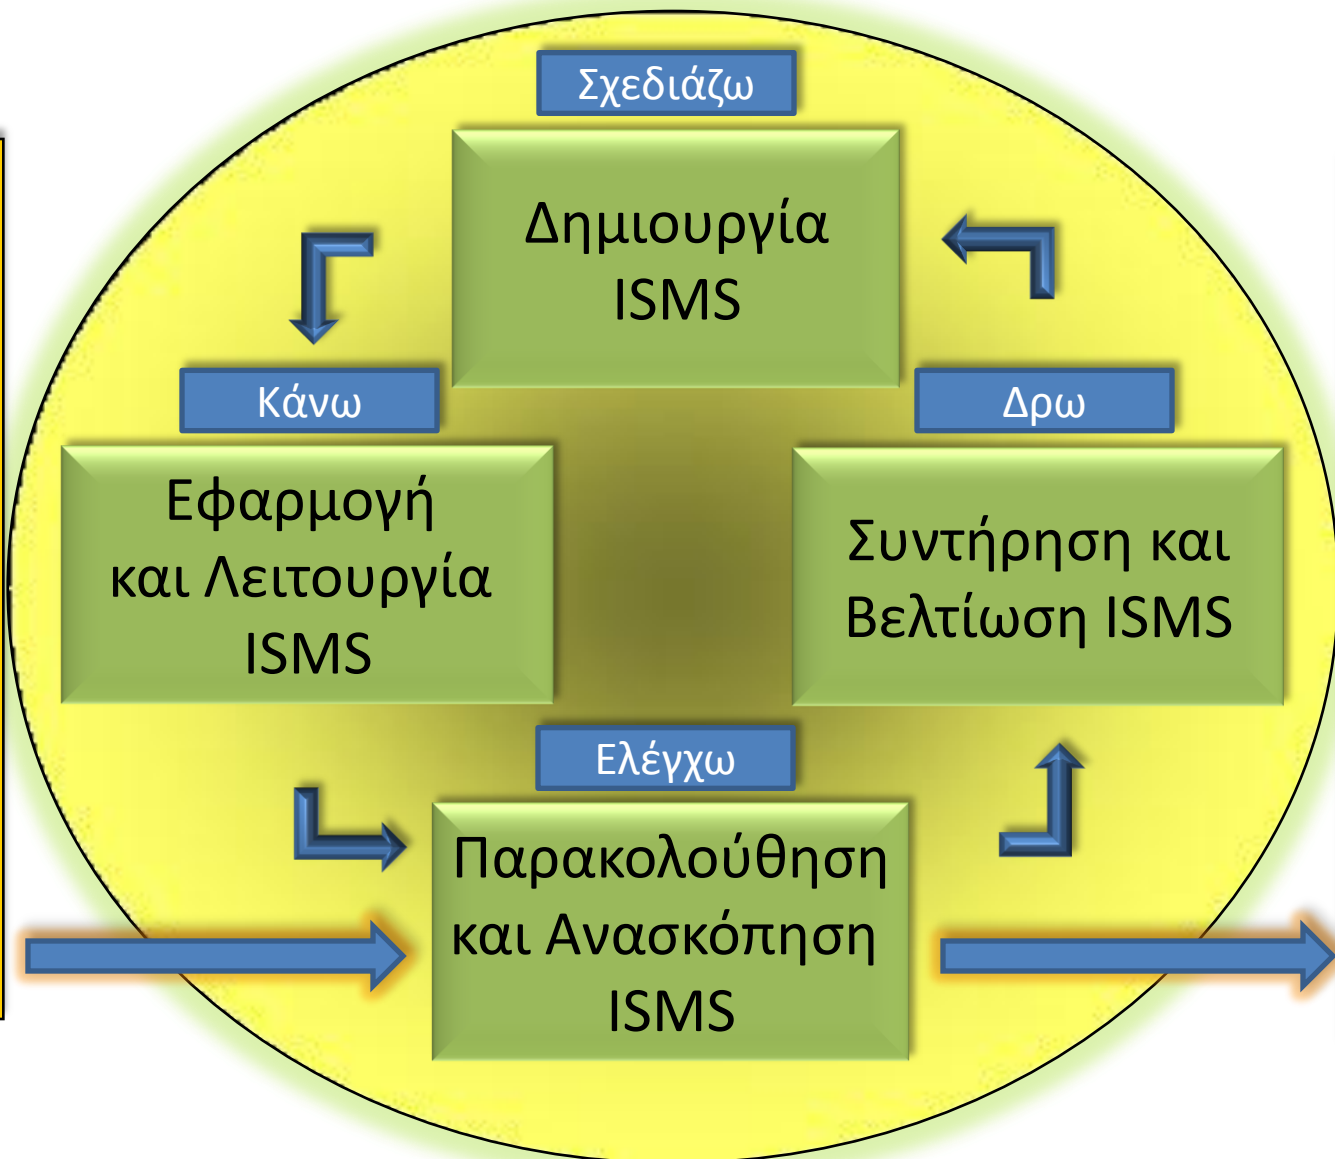 Σχεδιάζω
Δημιουργία
ISMS
Κάνω
Εφαρμογή
και Λειτουργία
ISMS
Δρω
Συντήρηση και
Βελτίωση ISMS
Ελέγχω
Παρακολούθηση
και Ανασκόπηση
ISMS